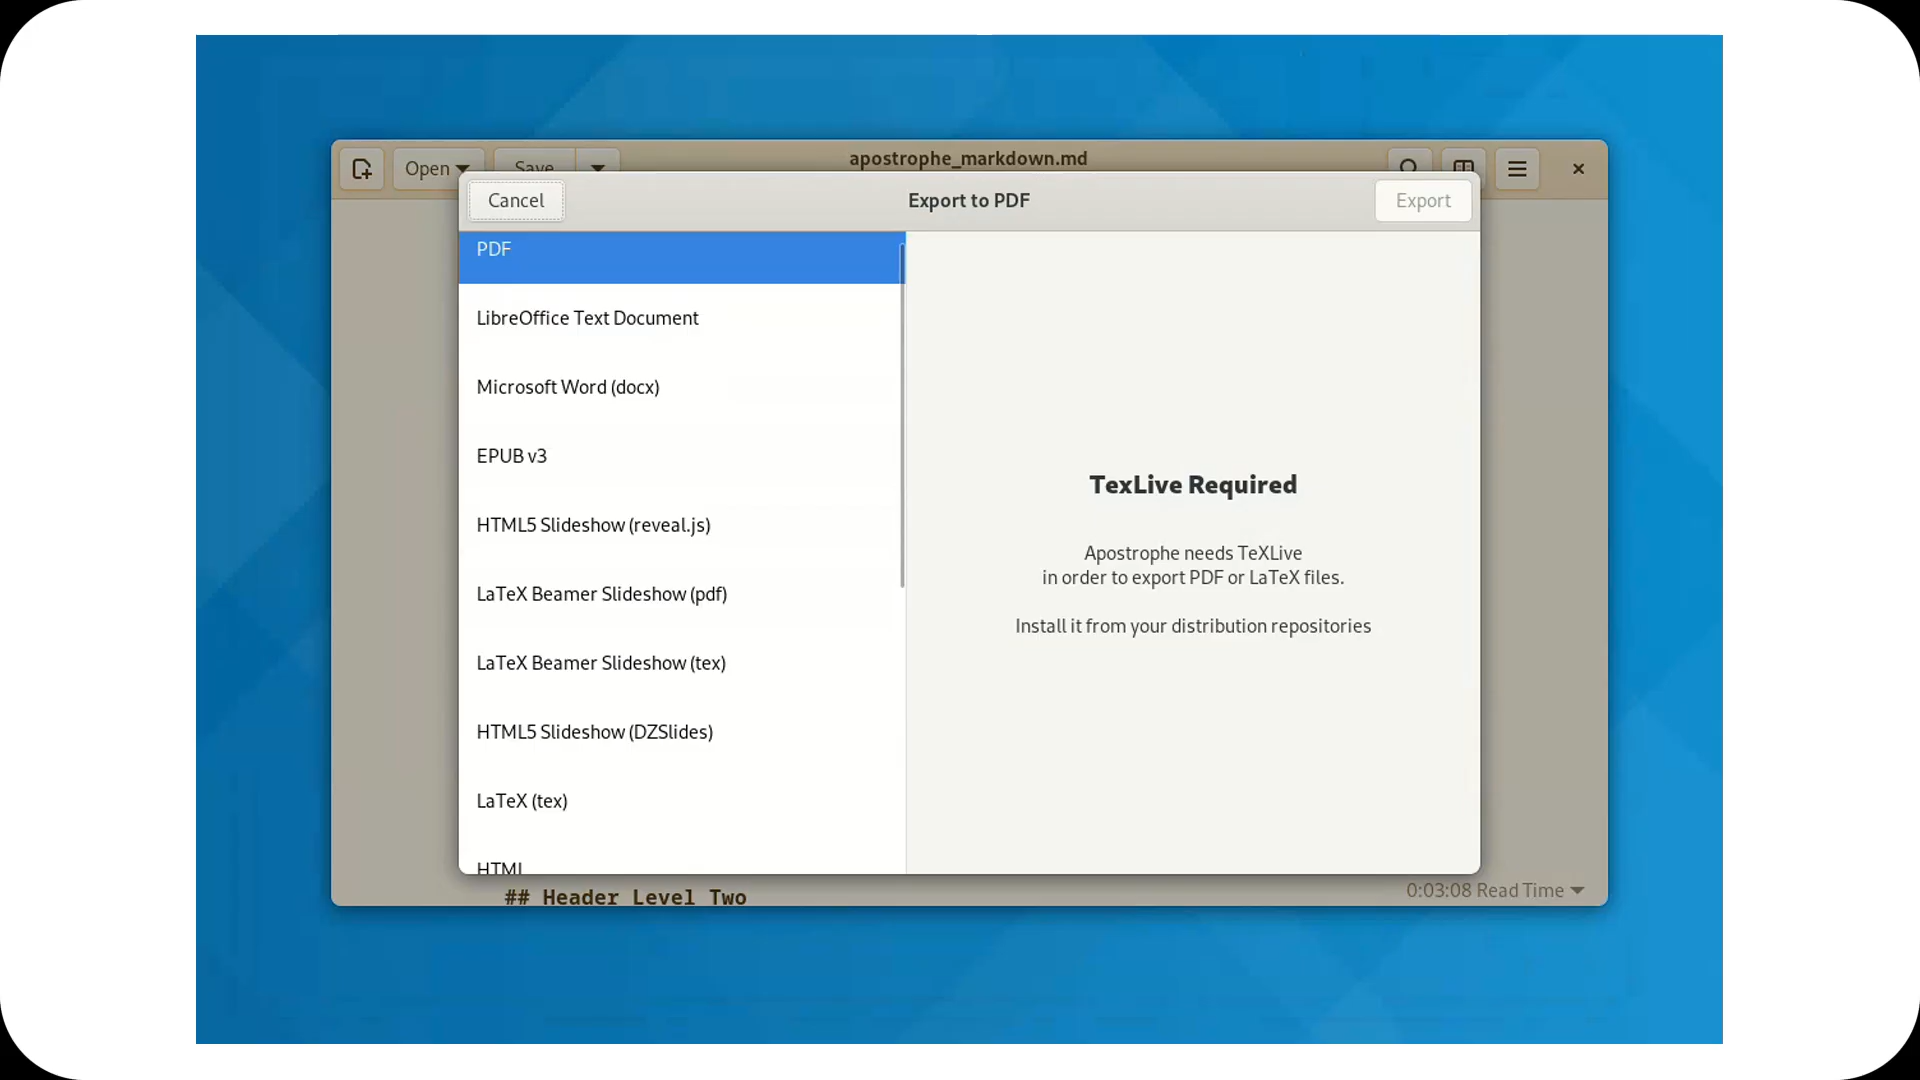 apostrophe_markdown.md
Open
Save
Cancel
Export to PDF
Export
PDF
LibreOffice Text Document
Microsoft Word (docx)
EPUB v3
HTML5 Slideshow (reveal.js)
LaTeX Beamer Slideshow (pdf)
LaTeX Beamer Slideshow (tex)
HTML5 Slideshow (DZSlides)
LaTeX (tex)
HTML
TexLive Required
Apostrophe needs TeXLive
in order to export PDF or LaTeX files.
Install it from your distribution repositories
## Header Level Two
0:03:08 Read Time